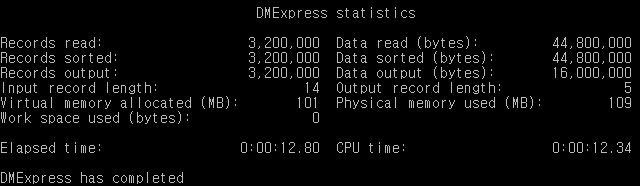 DMExpress statistics
Records read: 3,200,000 Data read (bytes): 44,800,000
Records sorted: 3,200,000 Data sorted (bytes): 44,800,000
Records output: 3,200,000 Data output (bytes): 16,000,000
Input record length: 14 Output record length: 5
Virtual memory allocated (MB): 101 Physical memory used (MB): 109
Work space used (bytes): 0
Elapsed time: 0:00:12.80 CPU time: 0:00:12.34
DMExpress has completed